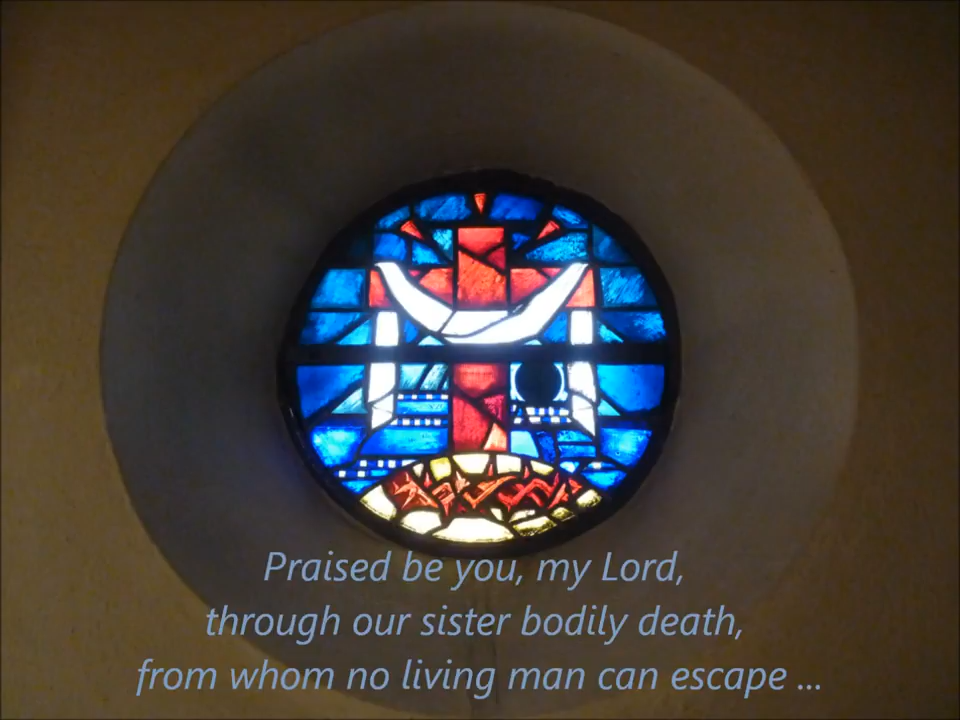 Praised be you, my Lord,
through our sister bodily death,
from whom no living man can escape ...